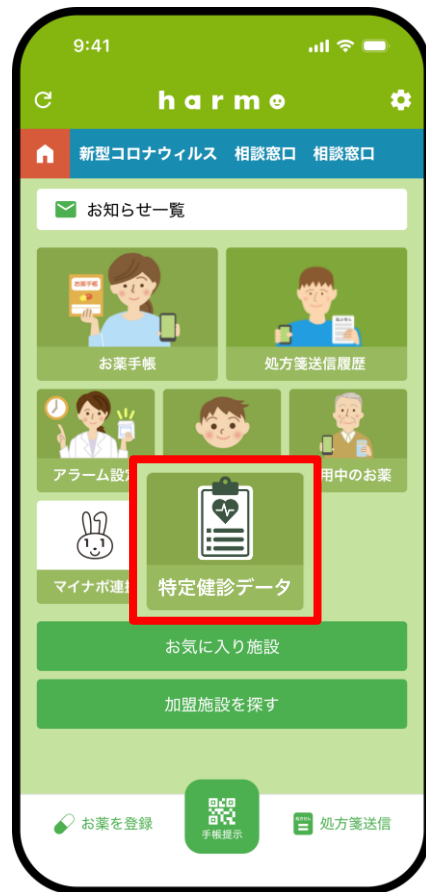 9:41
harmo
新型コロナウィルス 相談窓口 相談窓口
お知らせ一覧
お薬手帳
お薬手帳
処方箋送信履歴
アラーム設
用中のお薬
マイナポ連
特定健診データ
お気に入り施設
加盟施設を探す
お薬を登録
手帳提示
処方箋送信